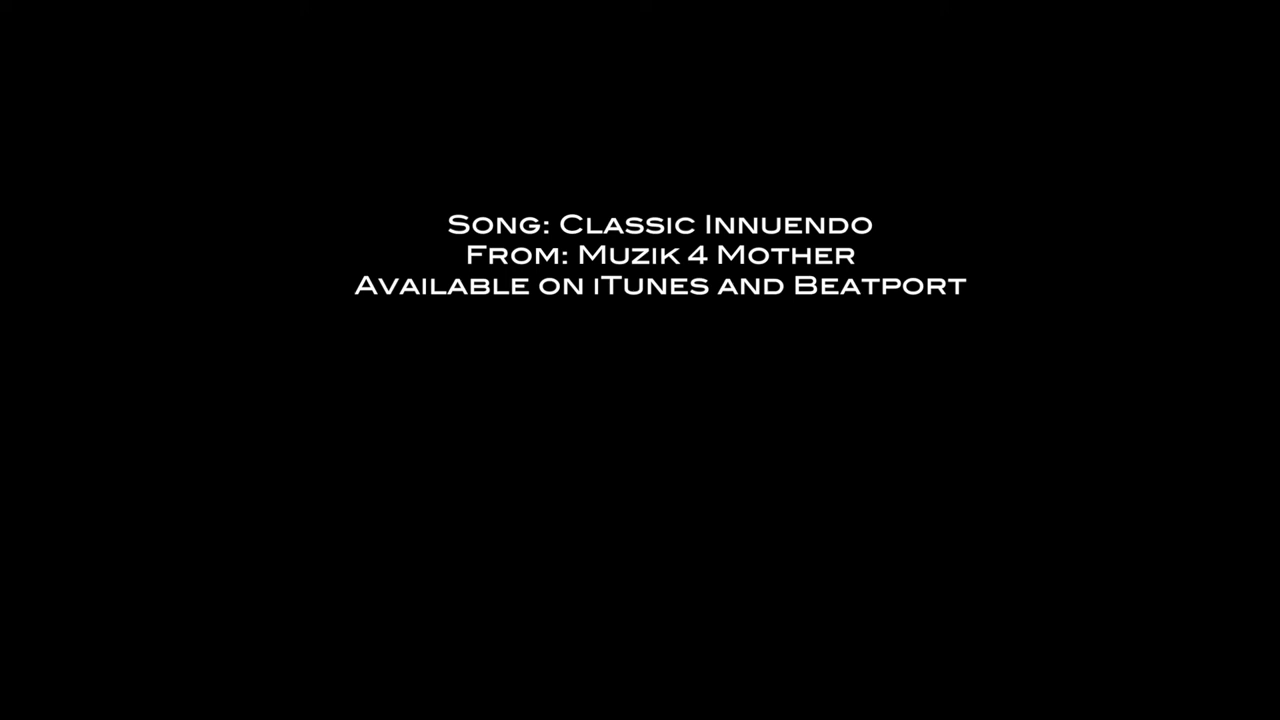 Song: Classic Innuendo
From: Muzik 4 Mother
Available on iTunes and Beatport